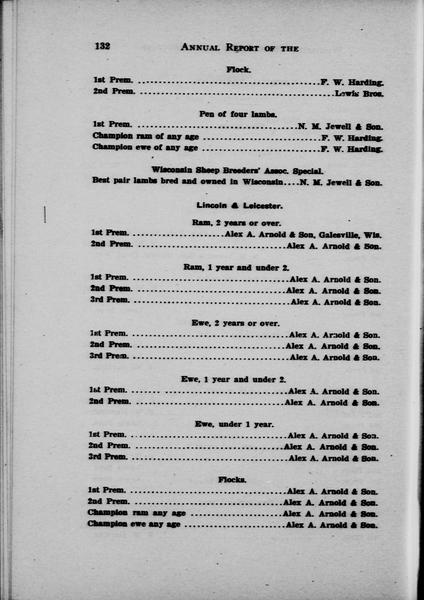 132 ANNUAL REPORT OF THE
Flock.
1st Prem. ........................................F. W. Harding.
2nd Prem. ........................................Lewis Bros.
Pen of four lambs.
1st Prem. ........................................N. M. Jewell & Son.
Champion ram of any age ........................F. W. Harding.
Champion ewe of any age ........................F. W. Harding.
Wisconsin Sheep Breeders' Assoc. Special.
Best pair lambs bred and owned in Wisconsin....N. M. Jewell & Son.
Lincoln & Leicester.
Ram, 2 years or over.
1st Prem. ....................Alex A. Arnold & Son, Galesville, Wis.
2nd Prem. ................................Alex A. Arnold & Son.
Ram, 1 year and under 2.
1st Prem. ................................Alex A. Arnold & Son.
2nd Prem. ................................Alex A. Arnold & Son.
3rd Prem. ................................Alex A. Arnold & Son.
Ewe, 2 years or over.
1st Prem. ................................Alex A. Arnold & Son.
2nd Prem. ................................Alex A. Arnold & Son.
3rd Prem. ................................Alex A. Arnold & Son.
Ewe, 1 year and under 2.
1st Prem. ................................Alex A. Arnold & Son.
2nd Prem. ................................Alex A. Arnold & Son.
Ewe, under 1 year.
1st Prem. ................................Alex A. Arnold & Son.
2nd Prem. ................................Alex A. Arnold & Son.
3rd Prem. ................................Alex A. Arnold & Son.
Flocks.
1st Prem. ................................Alex A. Arnold & Son.
2nd Prem. ................................Alex A. Arnold & Son.
Champion ram any age ....................Alex A. Arnold & Son.
Champion ewe any age ....................Alex A. Arnold & Son.